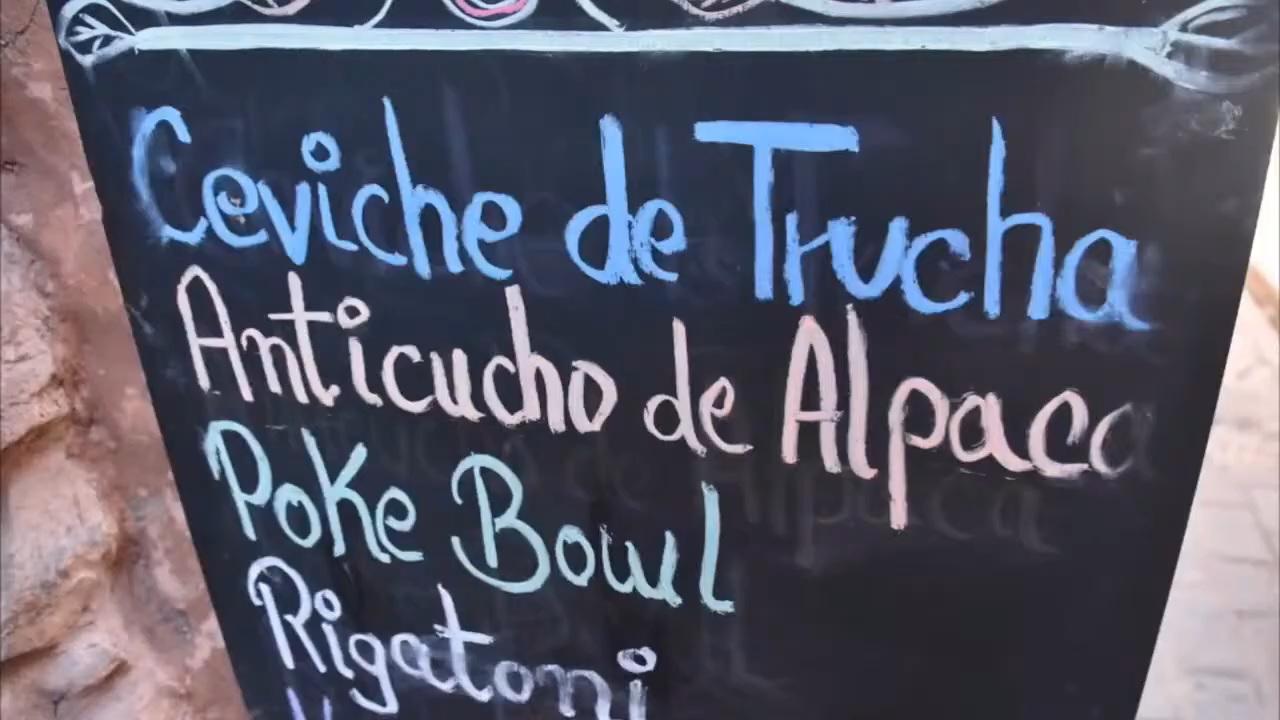 Ceviche de Trucha
Anticucho de Alpaca
Poke Bowl
Rigatoni